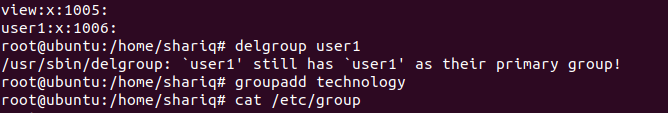 view:x:1005:
user1:x:1006:
root@ubuntu:/home/shariq# delgroup user1
/usr/sbin/delgroup: `user1' still has `user1' as their primary group!
root@ubuntu:/home/shariq# groupadd technology
root@ubuntu:/home/shariq# cat /etc/group